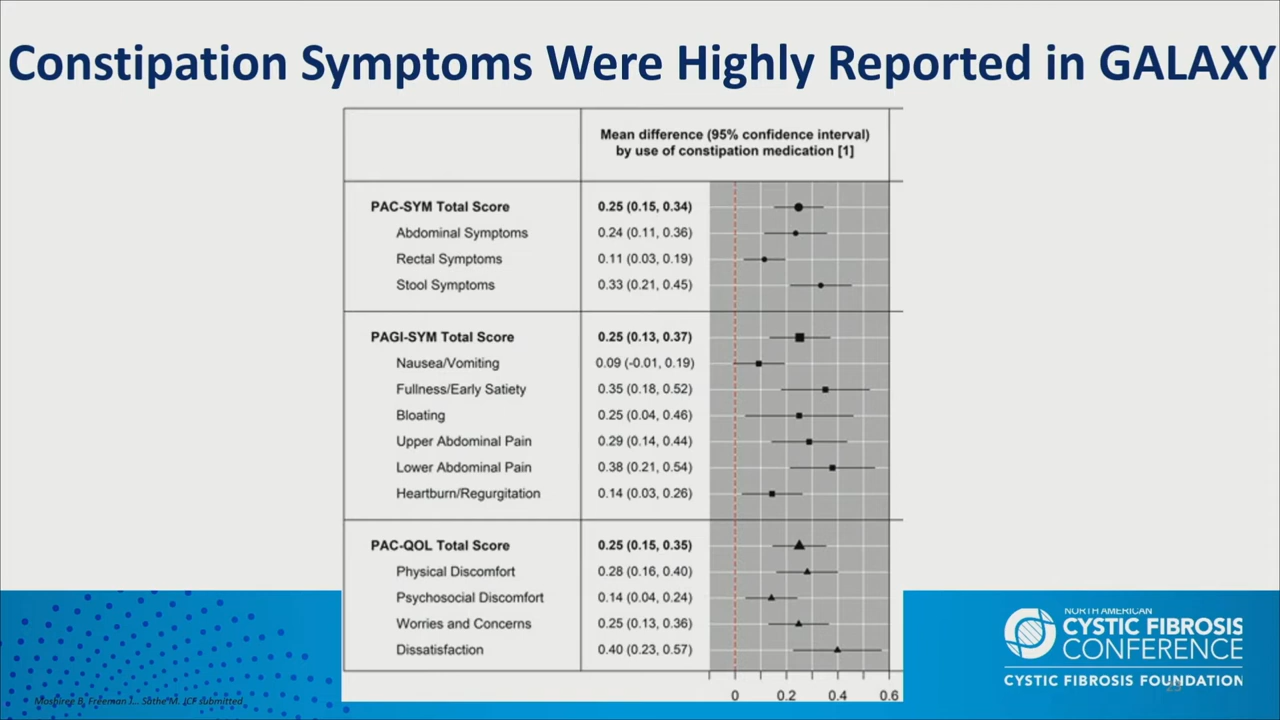 Constipation Symptoms Were Highly Reported in GALAXY
Mean difference (95% confidence interval)
by use of constipation medication [1]
PAC-SYM Total Score 0.25 (0.15, 0.34)
Abdominal Symptoms 0.24 (0.11, 0.36)
Rectal Symptoms 0.11 (0.03, 0.19)
Stool Symptoms 0.33 (0.21, 0.45)
PAGI-SYM Total Score 0.25 (0.13, 0.37)
Nausea/Vomiting 0.09 (-0.01, 0.19)
Fullness/Early Satiety 0.35 (0.18, 0.52)
Bloating 0.25 (0.04, 0.46)
Upper Abdominal Pain 0.29 (0.14, 0.44)
Lower Abdominal Pain 0.38 (0.21, 0.54)
Heartburn/Regurgitation 0.14 (0.03, 0.26)
PAC-QOL Total Score 0.25 (0.15, 0.35)
Physical Discomfort 0.28 (0.16, 0.40)
Psychosocial Discomfort 0.14 (0.04, 0.24)
Worries and Concerns 0.25 (0.13, 0.36)
Dissatisfaction 0.40 (0.23, 0.57)
0 0.2 0.4 0.6
Moshiree B, Freeman J... Sathe M. JCF submitted
NORTH AMERICAN
CYSTIC FIBROSIS
CONFERENCE
CYSTIC FIBROSIS FOUNDATION